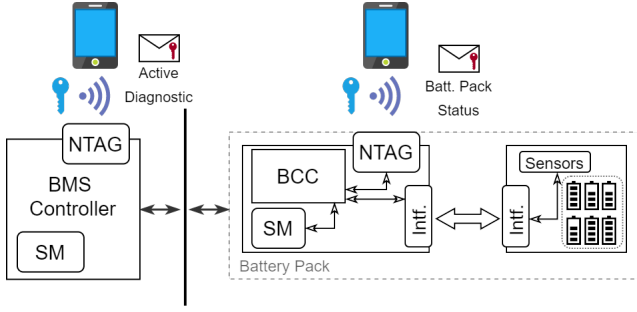 Active
Diagnostic
Batt. Pack
Status
NTAG
BMS
Controller
SM
NTAG
BCC
SM
Intf.
Battery Pack
Sensors
Intf.